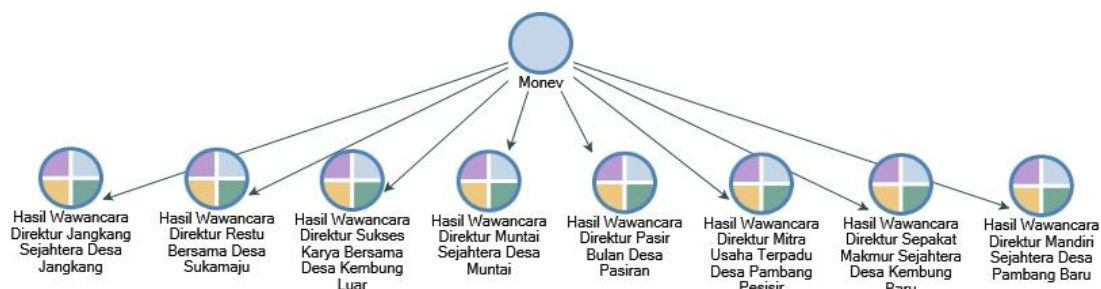 Monev
Hasil Wawancara
Direktur Jangkang
Sejahtera Desa
Jangkang
Hasil Wawancara
Direktur Restu
Bersama Desa
Sukamaju
Hasil Wawancara
Direktur Sukses
Karya Bersama
Desa Kembung
Luar
Hasil Wawancara
Direktur Muntai
Sejahtera Desa
Muntai
Hasil Wawancara
Direktur Pasir
Bulan Desa
Pasiran
Hasil Wawancara
Direktur Mitra
Usaha Terpadu
Desa Pambang
Pesisir
Hasil Wawancara
Direktur Sepakat
Makmur Sejahtera
Desa Kembung
Baru
Hasil Wawancara
Direktur Mandiri
Sejahtera Desa
Pambang Baru